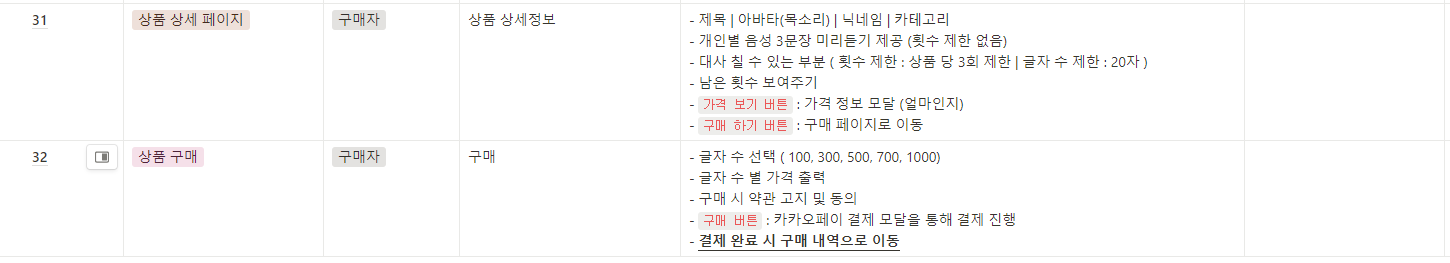 31 상품 상세 페이지 구매자 상품 상세정보 - 제목 | 아바타(목소리) | 닉네임 | 카테고리
- 개인별 음성 3문장 미리듣기 제공 (횟수 제한 없음)
- 대사 칠 수 있는 부분 ( 횟수 제한 : 상품 당 3회 제한 | 글자 수 제한 : 20자 )
- 남은 횟수 보여주기
- 가격 보기 버튼 : 가격 정보 모달 (얼마인지)
- 구매 하기 버튼 : 구매 페이지로 이동
32 상품 구매 구매자 구매 - 글자 수 선택 ( 100, 300, 500, 700, 1000)
- 글자 수 별 가격 출력
- 구매 시 약관 고지 및 동의
- 구매 버튼 : 카카오페이 결제 모달을 통해 결제 진행
- 결제 완료 시 구매 내역으로 이동